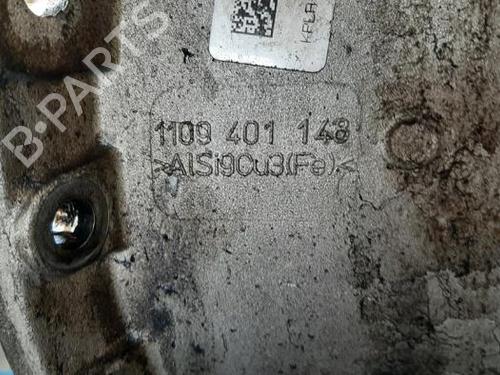 B-PARTS
1109 401 148
>AlSi9Cu3(Fe)<